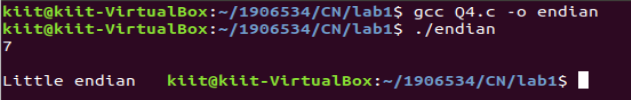 kiit@kiit-VirtualBox:~/1906534/CN/lab1$ gcc Q4.c -o endian
kiit@kiit-VirtualBox:~/1906534/CN/lab1$ ./endian
7
Little endian   kiit@kiit-VirtualBox:~/1906534/CN/lab1$